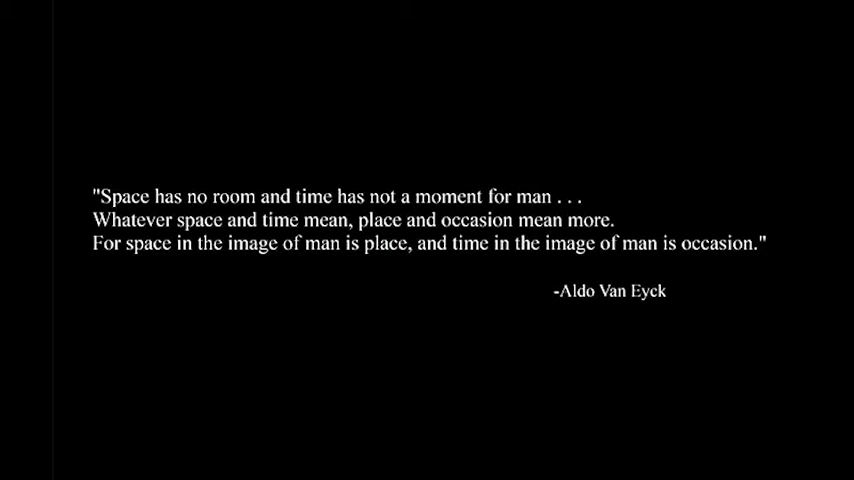 "Space has no room and time has not a moment for man . . .
Whatever space and time mean, place and occasion mean more.
For space in the image of man is place, and time in the image of man is occasion."
-Aldo Van Eyck